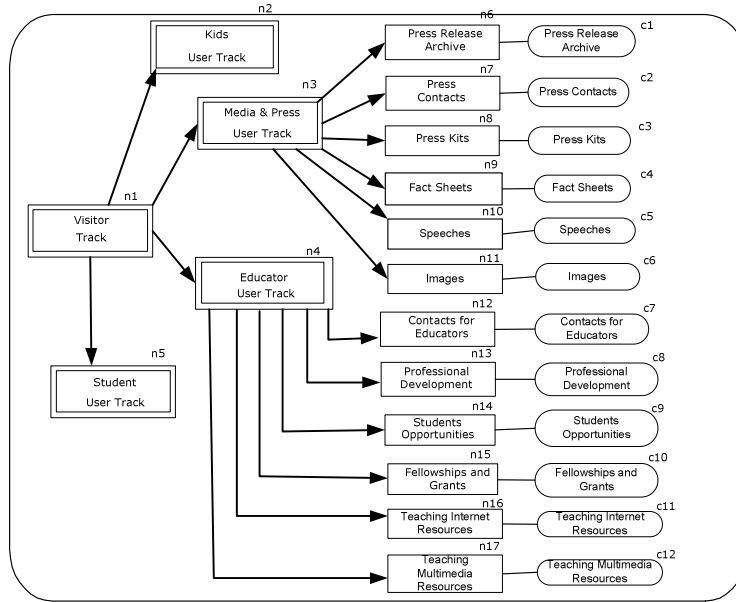 n2
Kids
User Track
n3
Media & Press
User Track
n1
Visitor
Track
n4
Educator
User Track
n5
Student
User Track
n6
Press Release
Archive
c1
Press Release
Archive
n7
Press
Contacts
c2
Press Contacts
n8
Press Kits
c3
Press Kits
n9
Fact Sheets
c4
Fact Sheets
n10
Speeches
c5
Speeches
n11
Images
c6
Images
n12
Contacts for
Educators
c7
Contacts for
Educators
n13
Professional
Development
c8
Professional
Development
n14
Students
Opportunities
c9
Students
Opportunities
n15
Fellowships and
Grants
c10
Fellowships and
Grants
n16
Teaching Internet
Resources
c11
Teaching Internet
Resources
n17
Teaching
Multimedia
Resources
c12
Teaching Multimedia
Resources